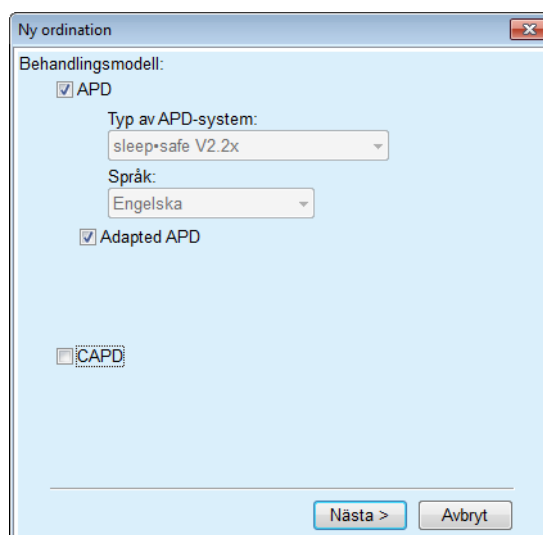 Ny ordination
Behandlingsmodell:
APD
Typ av APD-system:
sleep•safe V2.2x
Språk:
Engelska
Adapted APD
CAPD
Nästa >
Avbryt